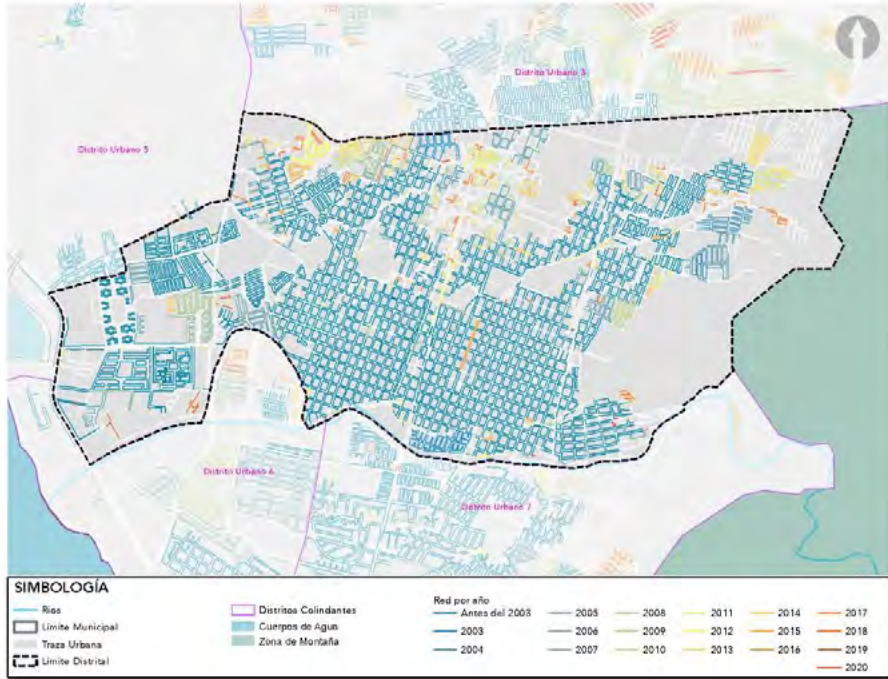 Distrito Urbano 3
Distrito Urbano 5
Distrito Urbano 6
Distrito Urbano 7
SIMBOLOGÍA
Rios
Límite Municipal
Traza Urbana
Límite Distrital
Distritos Colindantes
Cuerpos de Agua
Zona de Montaña
Red por año
Antes del 2003
2003
2004
2005
2006
2007
2008
2009
2010
2011
2012
2013
2014
2015
2016
2017
2018
2019
2020